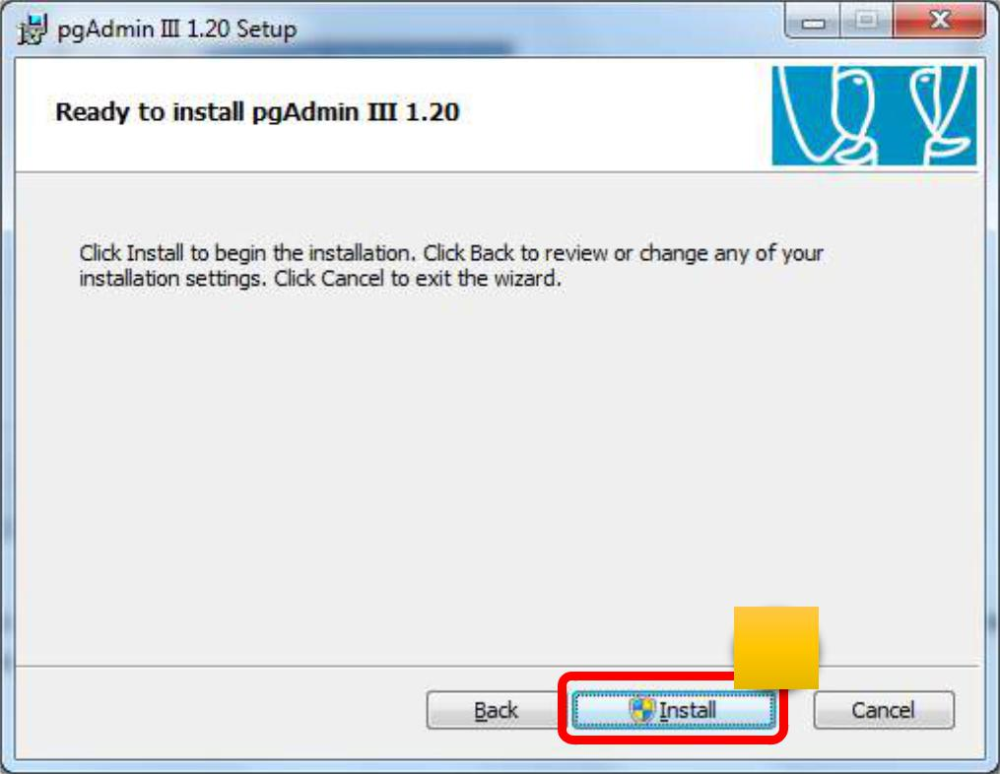 pgAdmin III 1.20 Setup
Ready to install pgAdmin III 1.20
Click Install to begin the installation. Click Back to review or change any of your
installation settings. Click Cancel to exit the wizard.
Back
Install
Cancel